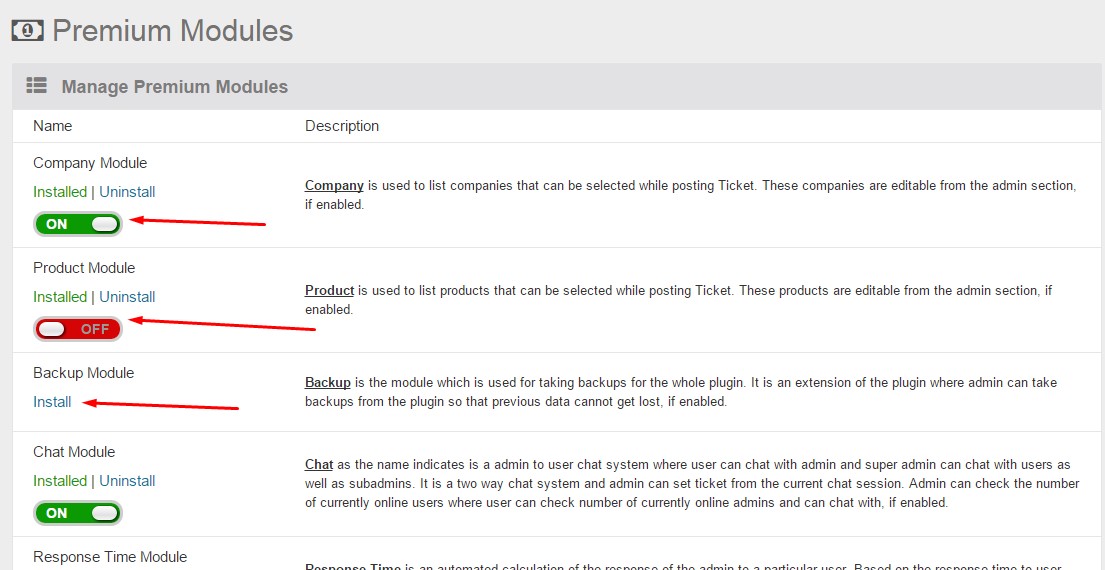 Premium Modules
Manage Premium Modules
Name Description
Company Module
Installed | Uninstall
ON
Company is used to list companies that can be selected while posting Ticket. These companies are editable from the admin section,
if enabled.
Product Module
Installed | Uninstall
OFF
Product is used to list products that can be selected while posting Ticket. These products are editable from the admin section, if
enabled.
Backup Module
Install
Backup is the module which is used for taking backups for the whole plugin. It is an extension of the plugin where admin can take
backups from the plugin so that previous data cannot get lost, if enabled.
Chat Module
Installed | Uninstall
ON
Chat as the name indicates is a admin to user chat system where user can chat with admin and super admin can chat with users as
well as subadmins. It is a two way chat system and admin can set ticket from the current chat session. Admin can check the number
of currently online users where user can check number of currently online admins and can chat with, if enabled.
Response Time Module
Response Time is an automated calculation of the response of the admin to a particular user. Based on the response time to user